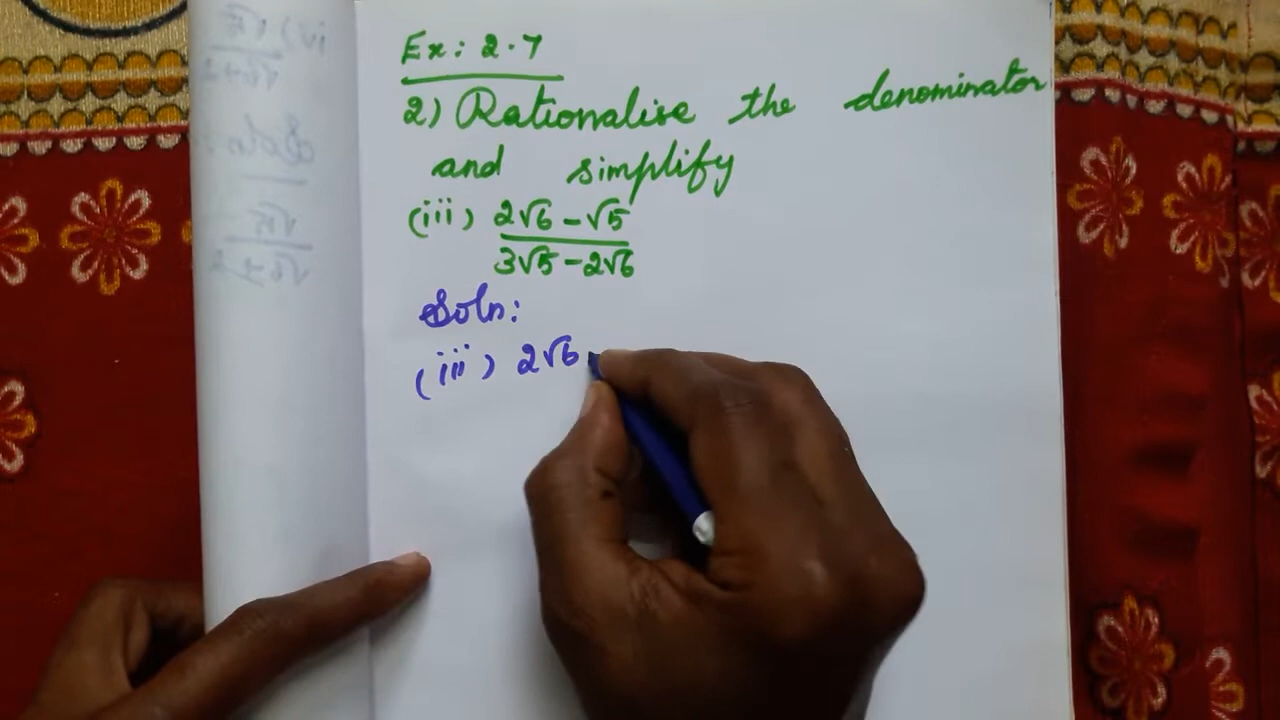 Ex: 2.7
2) Rationalise the denominator
and simplify
(iii) 2√6 - √5
3√5 - 2√6
Soln:
(iii) 2√6